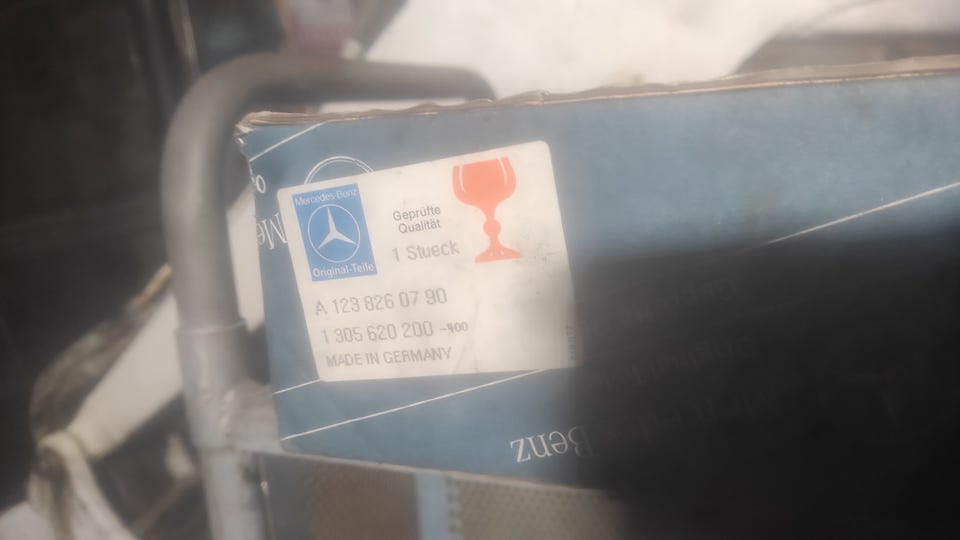 Mercedes-Benz
Original-Teile
Geprüfte
Qualität
1 Stueck
A 123 826 07 90
1 305 620 200 -400
MADE IN GERMANY
Me
Benz